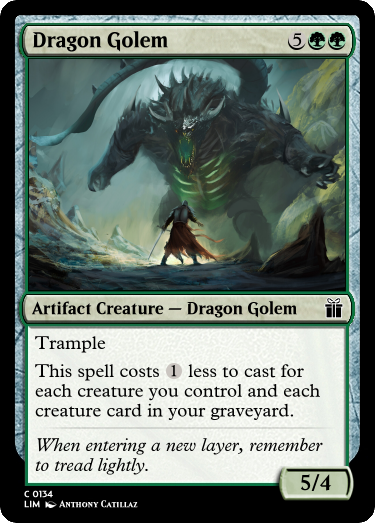 Dragon Golem 5
Artifact Creature — Dragon Golem
Trample
This spell costs 1 less to cast for
each creature you control and each
creature card in your graveyard.
When entering a new layer, remember
to tread lightly.
5/4
C 0134
LIM Anthony Catillaz